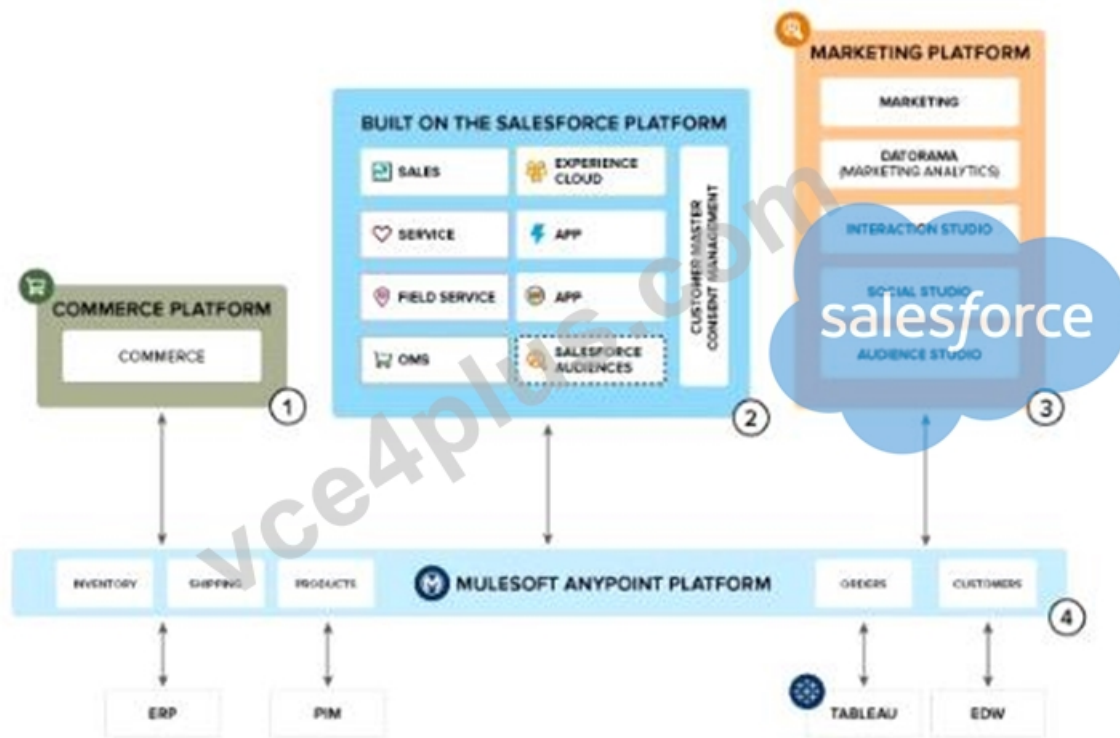 MARKETING PLATFORM
MARKETING
DATORAMA
(MARKETING ANALYTICS)
INTERACTION STUDIO
SOCIAL STUDIO
AUDIENCE STUDIO
salesforce
3
BUILT ON THE SALESFORCE PLATFORM
SALES
EXPERIENCE
CLOUD
SERVICE
APP
FIELD SERVICE
APP
OMS
SALESFORCE
AUDIENCES
CUSTOMER MASTER
CONSENT MANAGEMENT
2
COMMERCE PLATFORM
COMMERCE
1
vce4plus.com
INVENTORY
SHIPPING
PRODUCTS
MULESOFT ANYPOINT PLATFORM
ORDERS
CUSTOMERS
4
ERP
PIM
TABLEAU
EDW